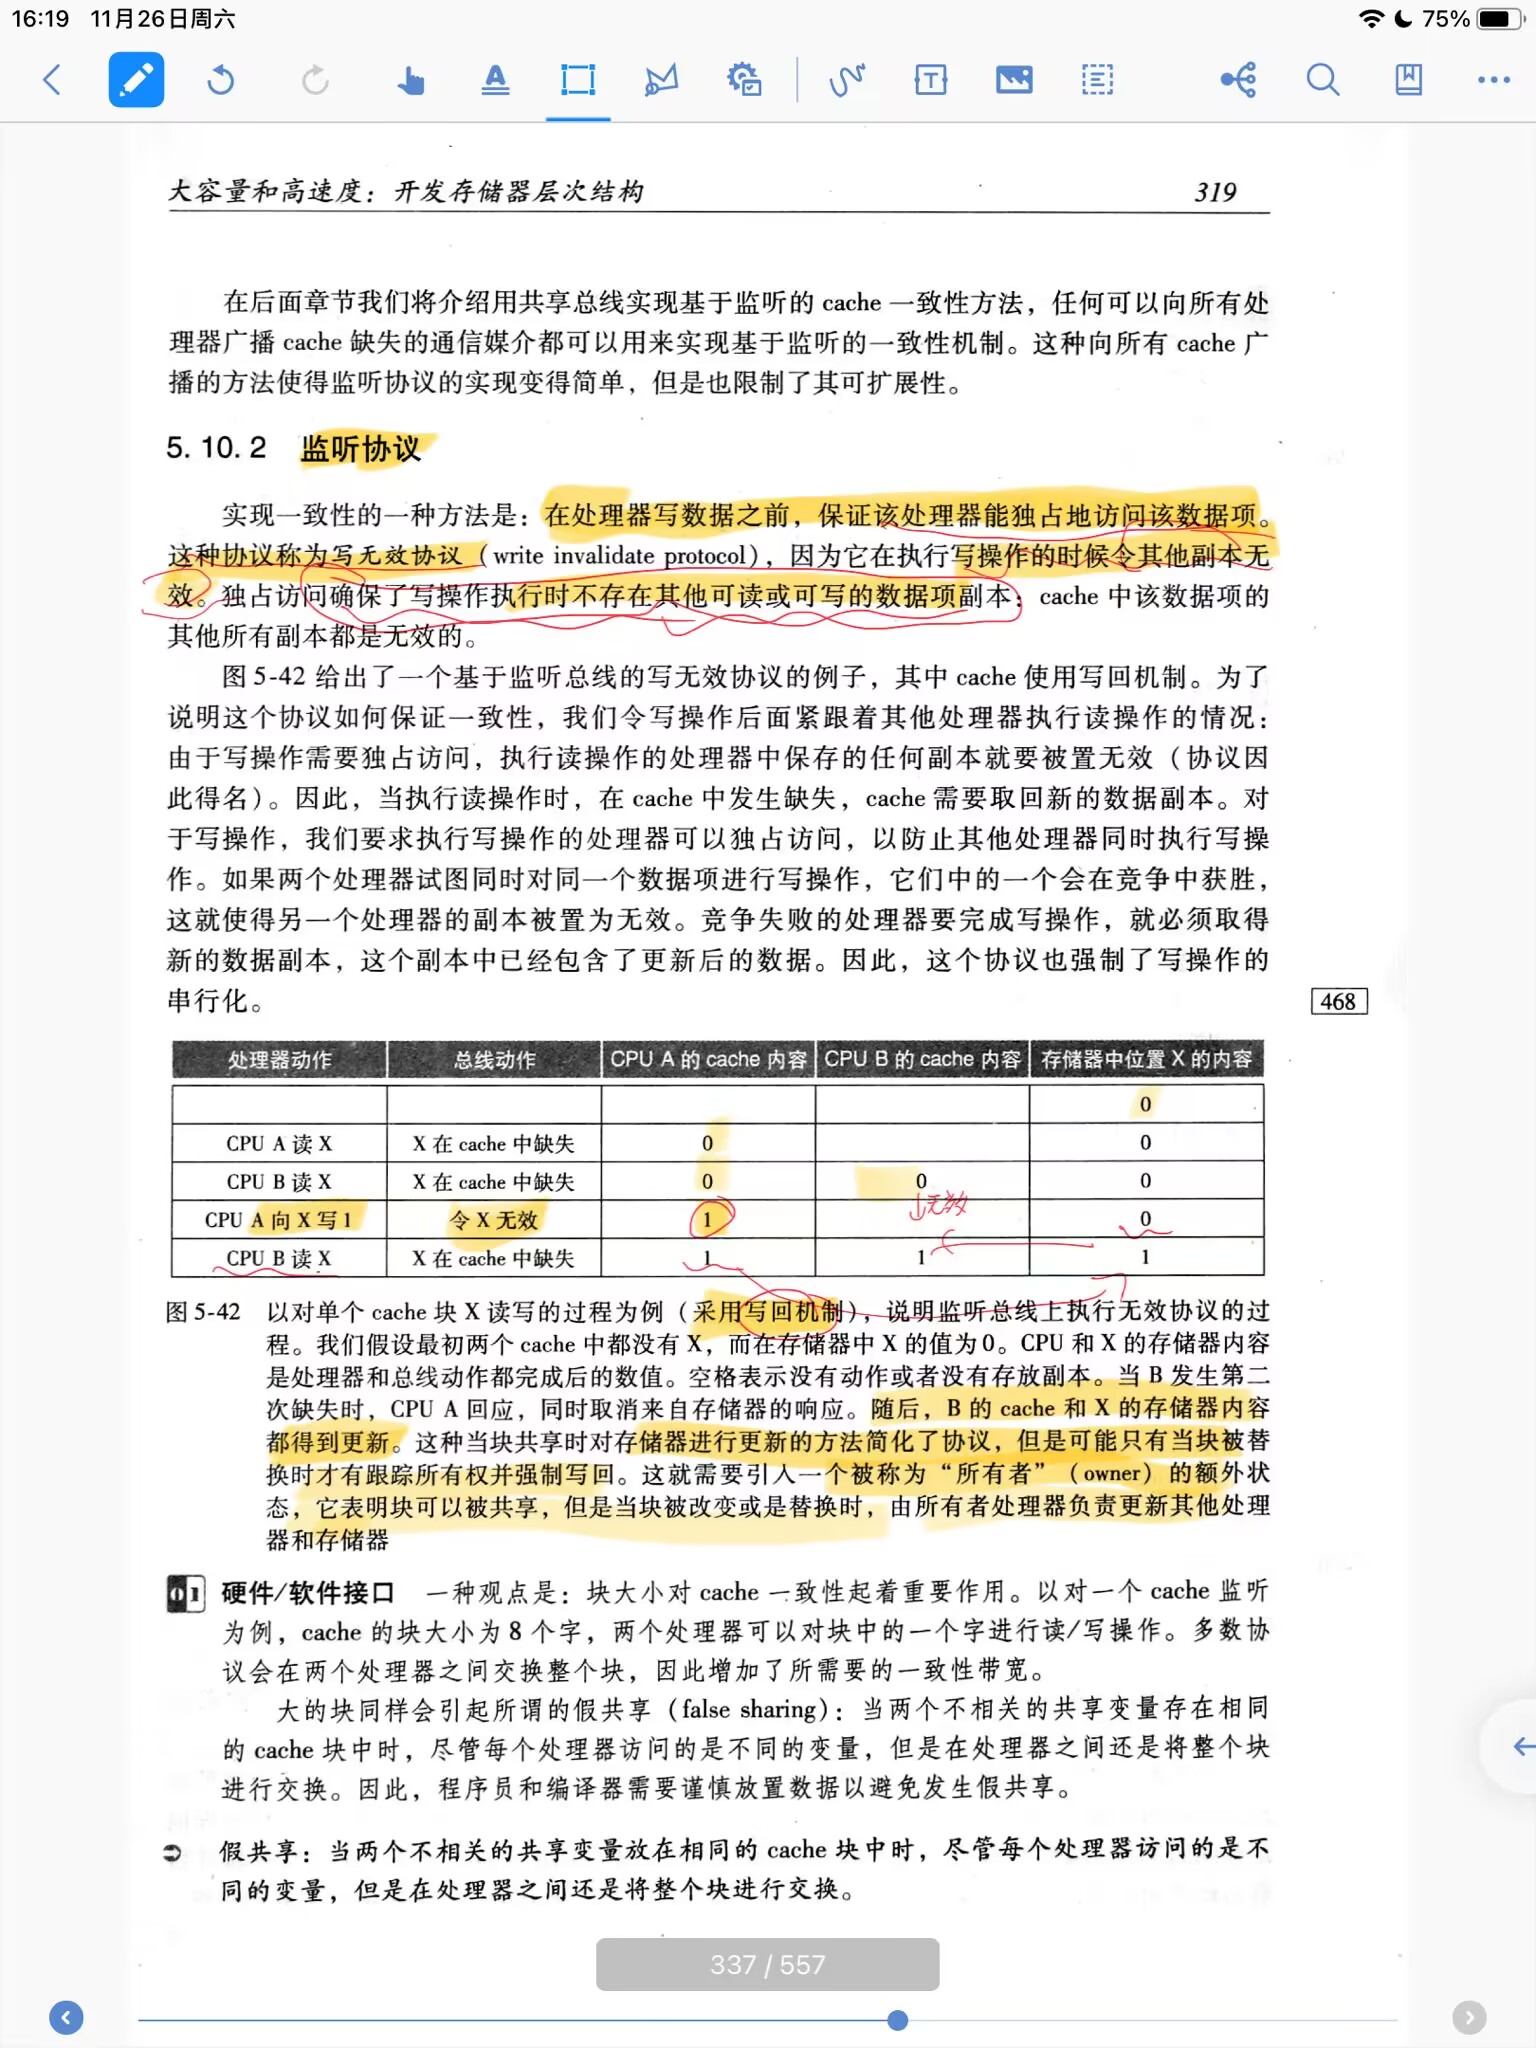 16:19 11月26日周六 75%
大容量和高速度：开发存储器层次结构 319
在后面章节我们将介绍用共享总线实现基于监听的 cache 一致性方法，任何可以向所有处
理器广播 cache 缺失的通信媒介都可以用来实现基于监听的一致性机制。这种向所有 cache 广
播的方法使得监听协议的实现变得简单，但是也限制了其可扩展性。
5.10.2 监听协议
实现一致性的一种方法是：在处理器写数据之前，保证该处理器能独占地访问该数据项。
这种协议称为写无效协议（write invalidate protocol），因为它在执行写操作的时候令其他副本无
效。独占访问确保了写操作执行时不存在其他可读或可写的数据项副本：cache 中该数据项的
其他所有副本都是无效的。
图 5-42 给出了一个基于监听总线的写无效协议的例子，其中 cache 使用写回机制。为了
说明这个协议如何保证一致性，我们令写操作后面紧跟着其他处理器执行读操作的情况：
由于写操作需要独占访问，执行读操作的处理器中保存的任何副本就要被置无效（协议因
此得名）。因此，当执行读操作时，在 cache 中发生缺失，cache 需要取回新的数据副本。对
于写操作，我们要求执行写操作的处理器可以独占访问，以防止其他处理器同时执行写操
作。如果两个处理器试图同时对同一个数据项进行写操作，它们中的一个会在竞争中获胜，
这就使得另一个处理器的副本被置为无效。竞争失败的处理器要完成写操作，就必须取得
新的数据副本，这个副本中已经包含了更新后的数据。因此，这个协议也强制了写操作的
串行化。
468
处理器动作 总线动作 CPU A 的 cache 内容 CPU B 的 cache 内容 存储器中位置 X 的内容
0
CPU A 读 X X 在 cache 中缺失 0 0
CPU B 读 X X 在 cache 中缺失 0 0 0
↓无效
CPU A 向 X 写 1 令 X 无效 1 0
CPU B 读 X X 在 cache 中缺失 1 1 1
图 5-42 以对单个 cache 块 X 读写的过程为例（采用写回机制），说明监听总线上执行无效协议的过
程。我们假设最初两个 cache 中都没有 X，而在存储器中 X 的值为 0。CPU 和 X 的存储器内容
是处理器和总线动作都完成后的数值。空格表示没有动作或者没有存放副本。当 B 发生第二
次缺失时，CPU A 回应，同时取消来自存储器的响应。随后，B 的 cache 和 X 的存储器内容
都得到更新。这种当块共享时对存储器进行更新的方法简化了协议，但是可能只有当块被替
换时才有跟踪所有权并强制写回。这就需要引入一个被称为“所有者”（owner）的额外状
态，它表明块可以被共享，但是当块被改变或是替换时，由所有者处理器负责更新其他处理
器和存储器
01 硬件/软件接口 一种观点是：块大小对 cache 一致性起着重要作用。以对一个 cache 监听
为例，cache 的块大小为 8 个字，两个处理器可以对块中的一个字进行读/写操作。多数协
议会在两个处理器之间交换整个块，因此增加了所需要的一致性带宽。
大的块同样会引起所谓的假共享（false sharing）：当两个不相关的共享变量存在相同
的 cache 块中时，尽管每个处理器访问的是不同的变量，但是在处理器之间还是将整个块
进行交换。因此，程序员和编译器需要谨慎放置数据以避免发生假共享。
假共享：当两个不相关的共享变量放在相同的 cache 块中时，尽管每个处理器访问的是不
同的变量，但是在处理器之间还是将整个块进行交换。
337 / 557